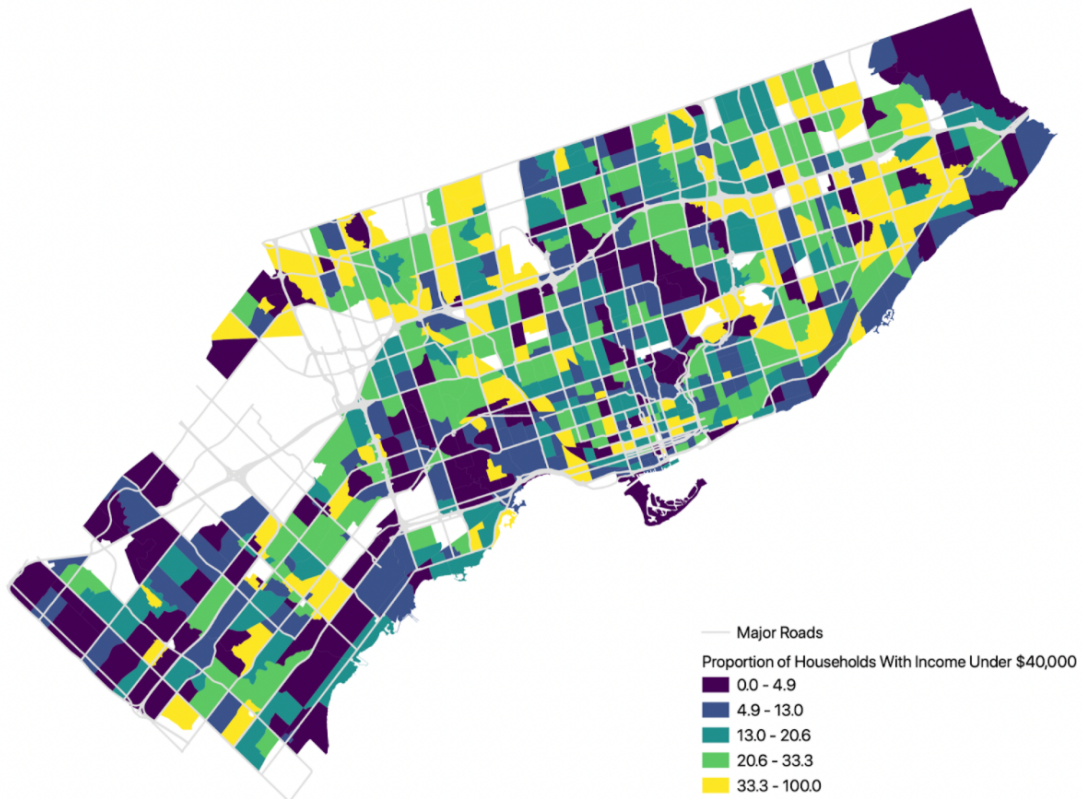 Major Roads
Proportion of Households With Income Under $40,000
0.0 - 4.9
4.9 - 13.0
13.0 - 20.6
20.6 - 33.3
33.3 - 100.0